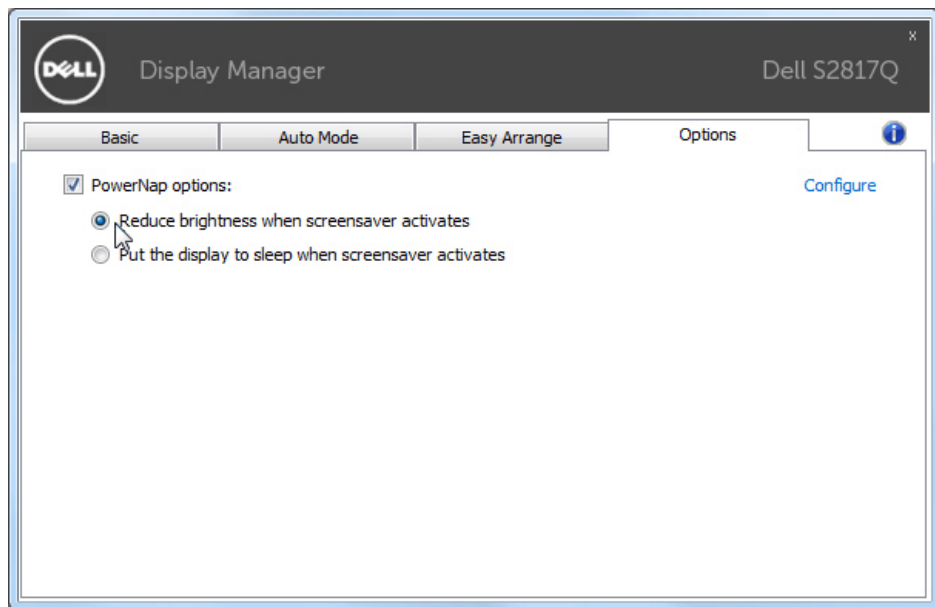 x
DELL
Display Manager
Dell S2817Q
Basic
Auto Mode
Easy Arrange
Options
i
PowerNap options:
Configure
Reduce brightness when screensaver activates
Put the display to sleep when screensaver activates